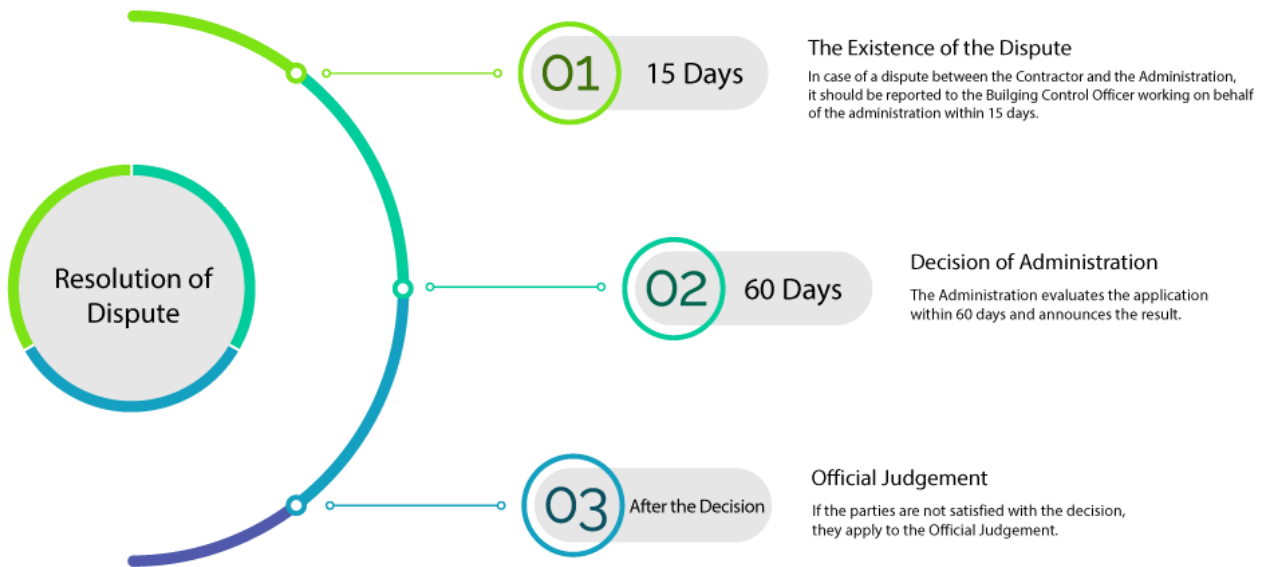 Resolution of
Dispute
01
15 Days
The Existence of the Dispute
In case of a dispute between the Contractor and the Administration,
it should be reported to the Builging Control Officer working on behalf
of the administration within 15 days.
02
60 Days
Decision of Administration
The Administration evaluates the application
within 60 days and announces the result.
03
After the Decision
Official Judgement
If the parties are not satisfied with the decision,
they apply to the Official Judgement.